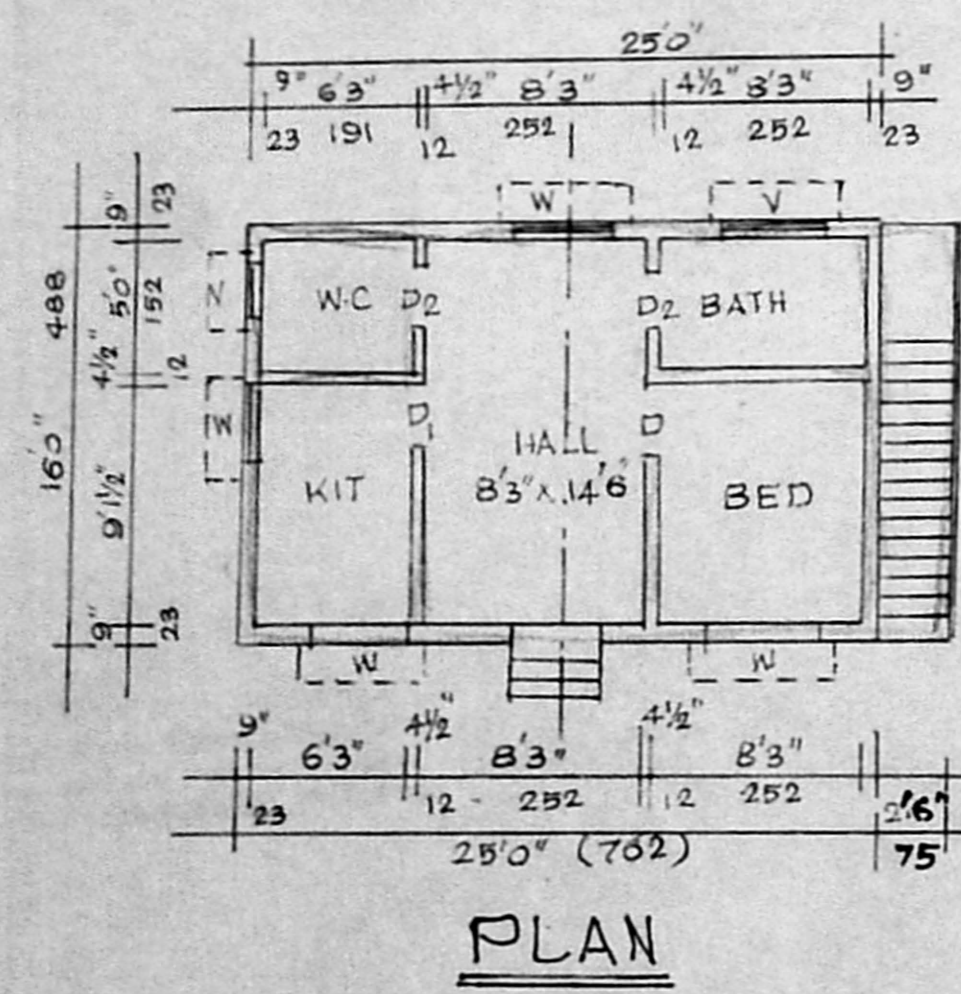 25'0"
9" 6'3" 4½" 8'3" 4½" 8'3" 9"
23 191 12 252 12 252 23
W V
9" 23
5'0" 152
4½" 12
9'1½"
9" 23
16'0" 488
W
W.C D2 D2 BATH
D1 HALL D
8'3" X 14'6
KIT BED
W W
9" 6'3" 4½" 8'3" 4½" 8'3"
23 12 - 252 12 252 2'6"
25'0" (762) 75
PLAN